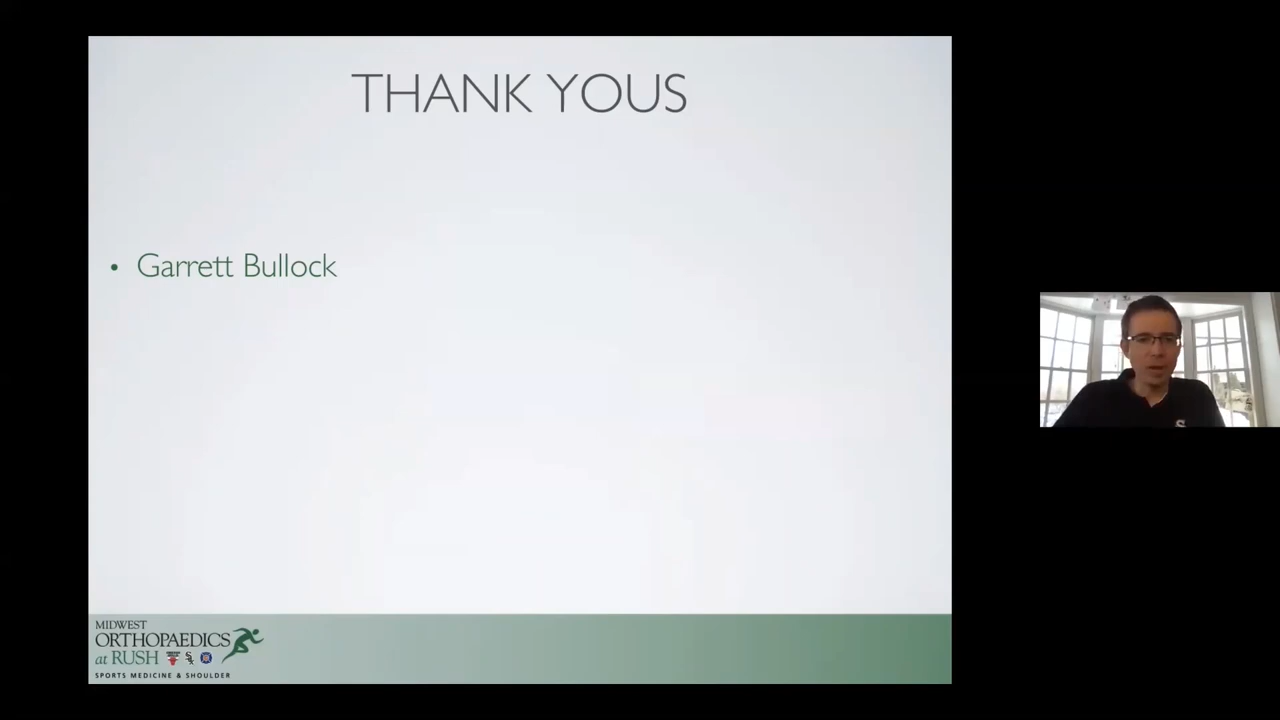 THANK YOUS
• Garrett Bullock
MIDWEST
ORTHOPAEDICS
at RUSH
SPORTS MEDICINE & SHOULDER
S